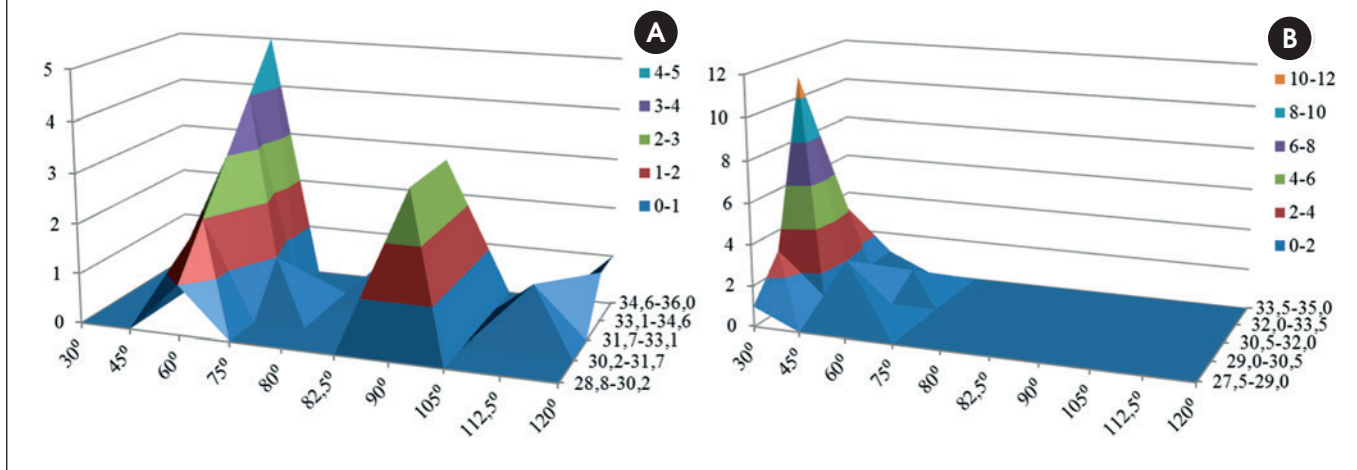 A
5
4
3
2
1
0
4-5
3-4
2-3
1-2
0-1
34,6-36,0
33,1-34,6
31,7-33,1
30,2-31,7
28,8-30,2
30º
45º
60º
75º
80º
82,5º
90º
105º
112,5º
120º
B
12
10
8
6
4
2
0
10-12
8-10
6-8
4-6
2-4
0-2
33,5-35,0
32,0-33,5
30,5-32,0
29,0-30,5
27,5-29,0
30º
45º
60º
75º
80º
82,5º
90º
105º
112,5º
120º